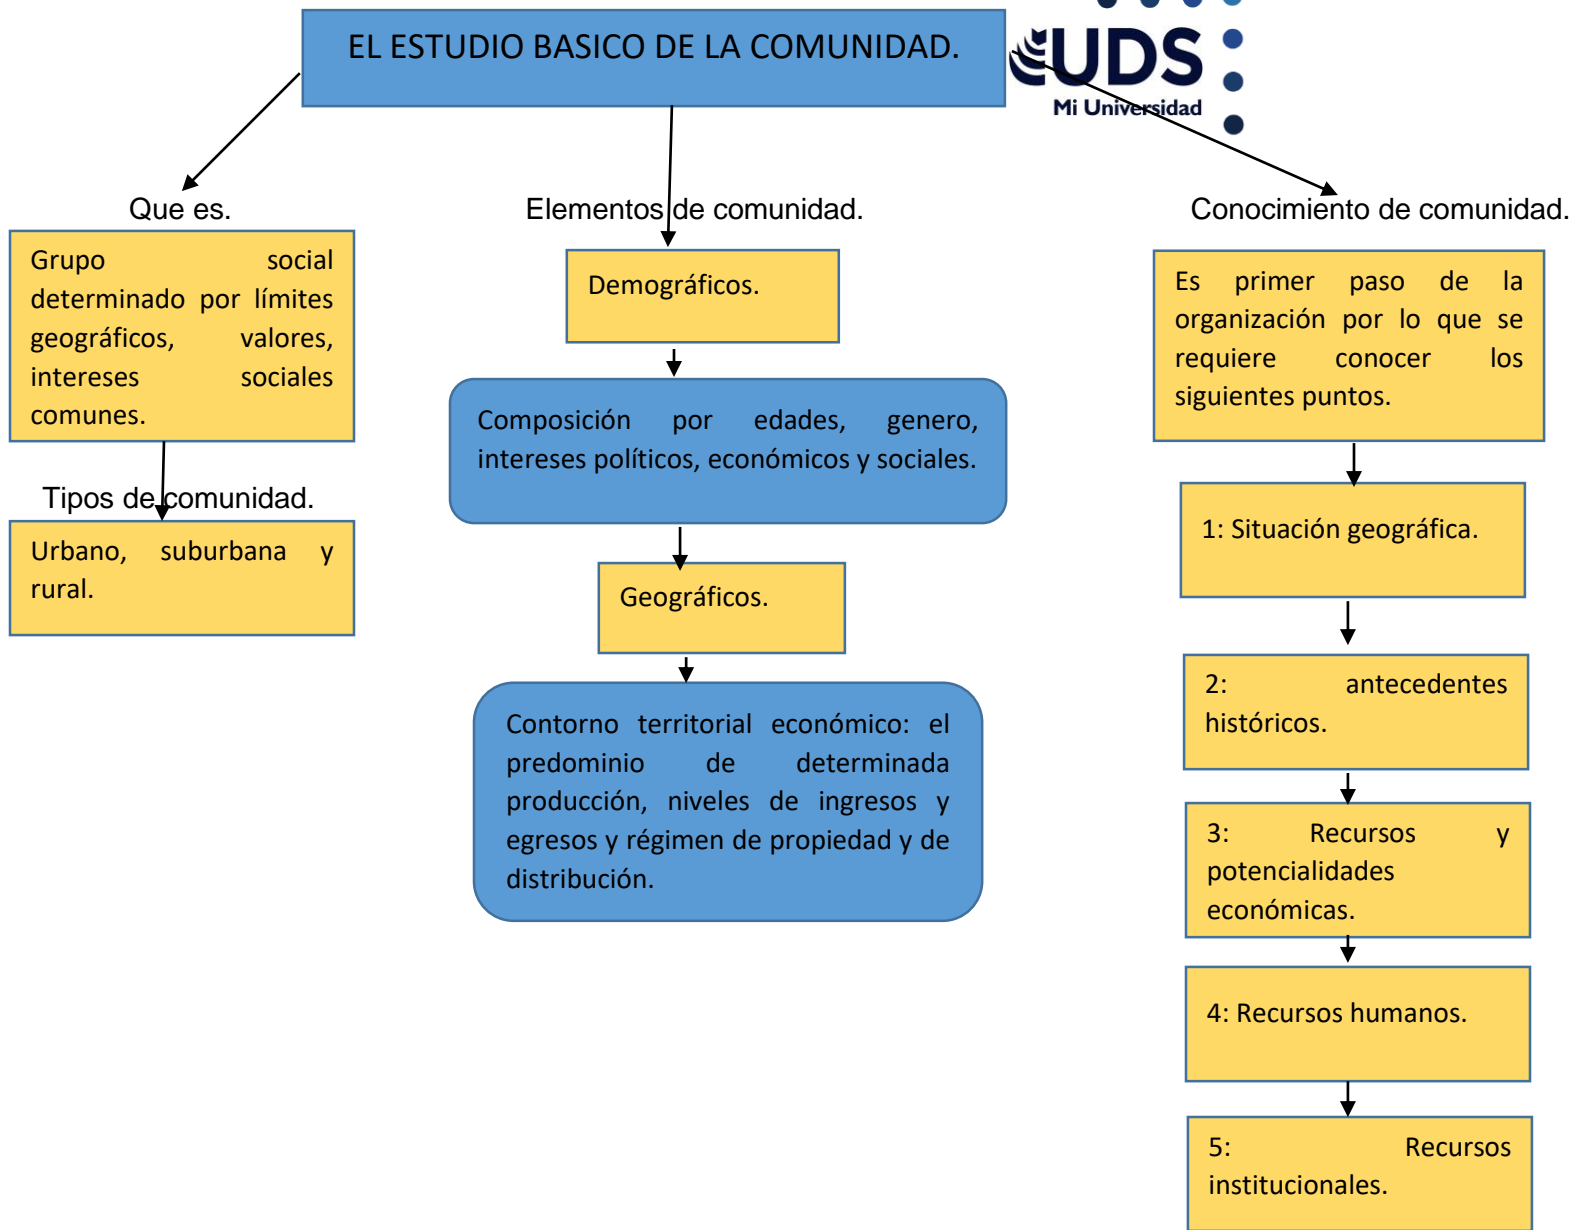 EL ESTUDIO BASICO DE LA COMUNIDAD.
UDS
Mi Universidad
Que es.
Grupo social
determinado por límites
geográficos, valores,
intereses sociales
comunes.
Tipos de comunidad.
Urbano, suburbana y
rural.
Elementos de comunidad.
Demográficos.
Composición por edades, genero,
intereses políticos, económicos y sociales.
Geográficos.
Contorno territorial económico: el
predominio de determinada
producción, niveles de ingresos y
egresos y régimen de propiedad y de
distribución.
Conocimiento de comunidad.
Es primer paso de la
organización por lo que se
requiere conocer los
siguientes puntos.
1: Situación geográfica.
2: antecedentes
históricos.
3: Recursos y
potencialidades
económicas.
4: Recursos humanos.
5: Recursos
institucionales.